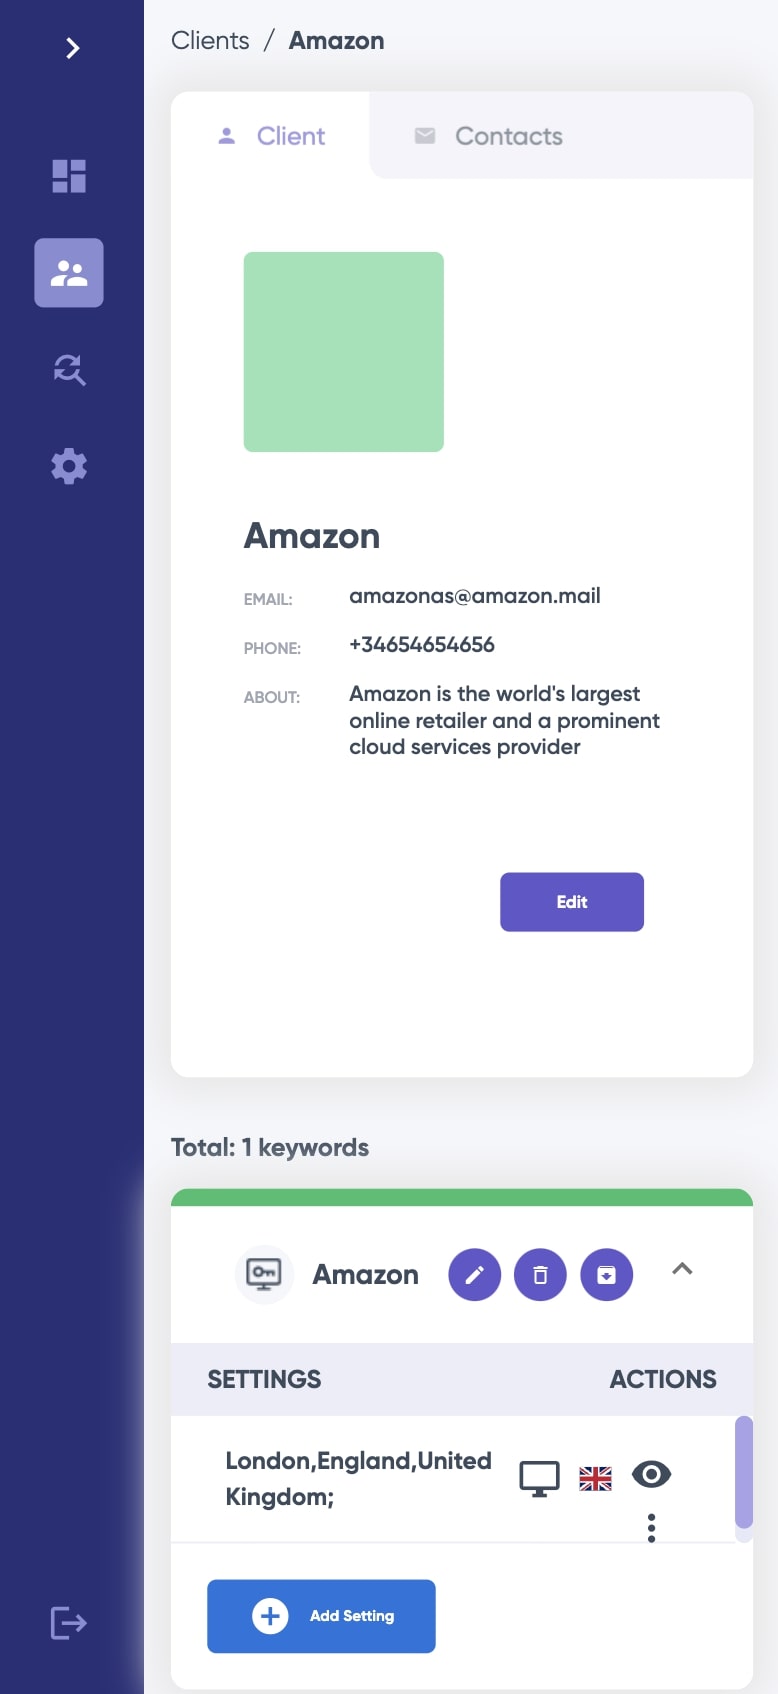 Clients / Amazon
Client
Contacts
Amazon
EMAIL: amazonas@amazon.mail
PHONE: +34654654656
ABOUT: Amazon is the world's largest
online retailer and a prominent
cloud services provider
Edit
Total: 1 keywords
Amazon
SETTINGS ACTIONS
London,England,United
Kingdom;
Add Setting